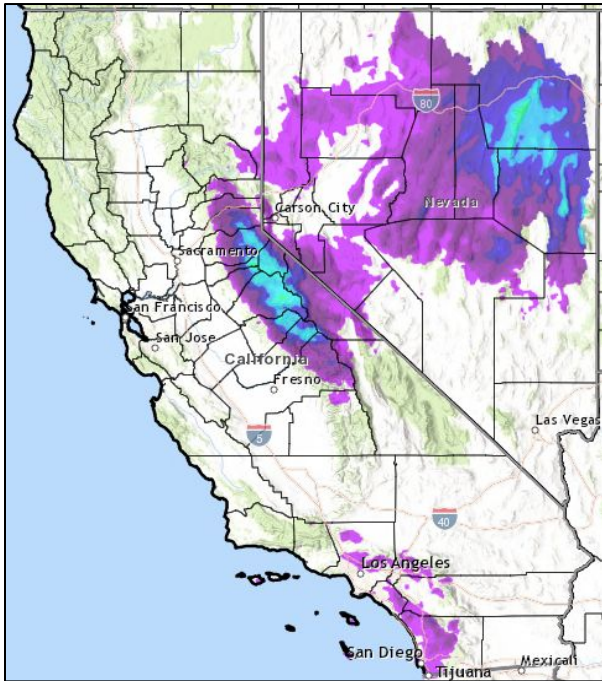 80
Nevada
Carson City
Sacramento
San Francisco
San Jose
California
Fresno
Las Vegas
5
40
Los Angeles
San Diego
Tijuana
Mexicali